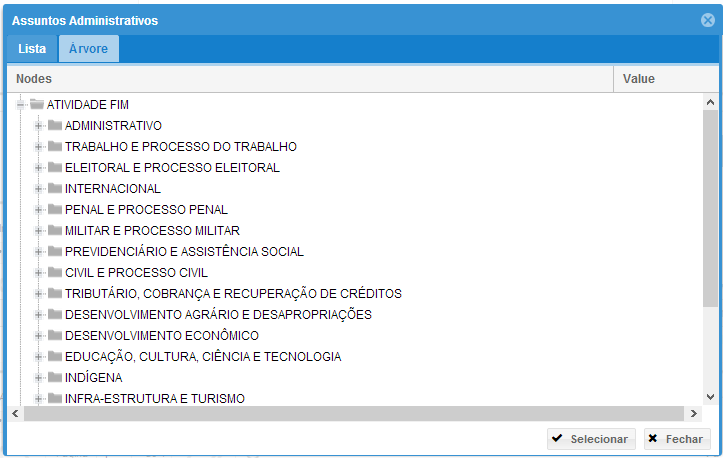 Assuntos Administrativos
Lista Árvore
Nodes Value
ATIVIDADE FIM
ADMINISTRATIVO
TRABALHO E PROCESSO DO TRABALHO
ELEITORAL E PROCESSO ELEITORAL
INTERNACIONAL
PENAL E PROCESSO PENAL
MILITAR E PROCESSO MILITAR
PREVIDENCIÁRIO E ASSISTÊNCIA SOCIAL
CIVIL E PROCESSO CIVIL
TRIBUTÁRIO, COBRANÇA E RECUPERAÇÃO DE CRÉDITOS
DESENVOLVIMENTO AGRÁRIO E DESAPROPRIAÇÕES
DESENVOLVIMENTO ECONÔMICO
EDUCAÇÃO, CULTURA, CIÊNCIA E TECNOLOGIA
INDÍGENA
INFRA-ESTRUTURA E TURISMO
Selecionar Fechar